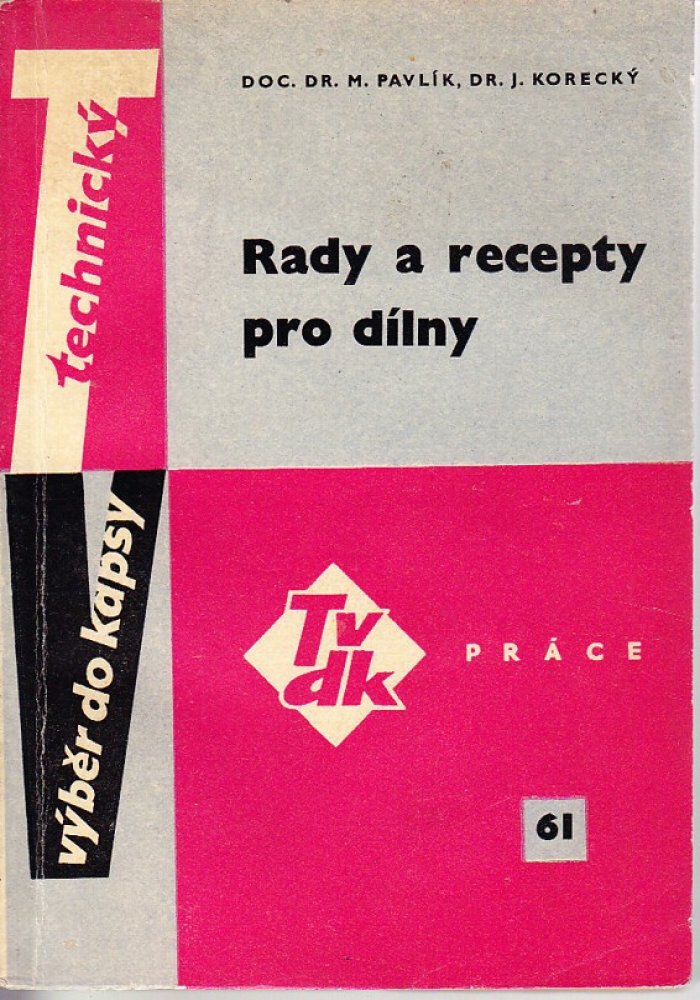 DOC. DR. M. PAVLÍK, DR. J. KORECKÝ
Technický
Rady a recepty
pro dílny
výběr do kapsy
Tv
dk
PRÁCE
61